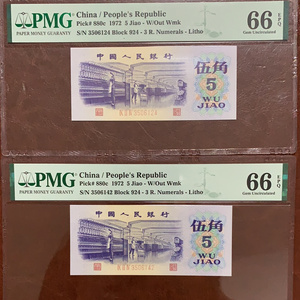 PMG
PAPER MONEY GUARANTY
China / People's Republic
Pick# 880c 1972 5 Jiao - W/Out Wmk
S/N 3506124 Block 924 - 3 R. Numerals - Litho
66 EPQ
Gem Uncirculated
中国人民银行
伍角
5
WU JIAO
3506124
PMG
PAPER MONEY GUARANTY
China / People's Republic
Pick# 880c 1972 5 Jiao - W/Out Wmk
S/N 3506142 Block 924 - 3 R. Numerals - Litho
66 EPQ
Gem Uncirculated
中国人民银行
伍角
5
WU JIAO
3506142